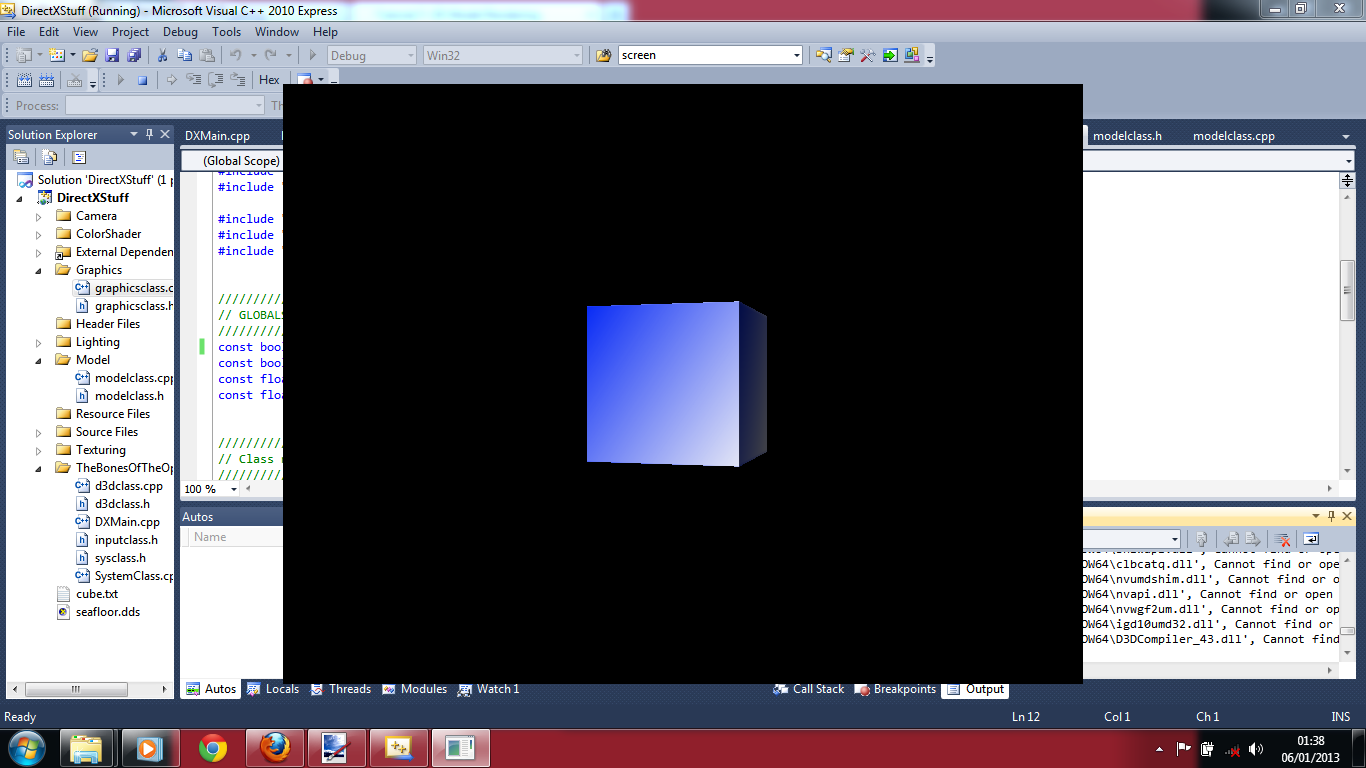 DirectXStuff (Running) - Microsoft Visual C++ 2010 Express
File Edit View Project Debug Tools Window Help
Debug Win32 screen
Hex
Process:
Solution Explorer
DXMain.cpp modelclass.h modelclass.cpp
(Global Scope)
Solution 'DirectXStuff' (1 p
DirectXStuff
Camera
ColorShader
External Dependen
Graphics
graphicsclass.c
graphicsclass.h
Header Files
Lighting
Model
modelclass.cpp
modelclass.h
Resource Files
Source Files
Texturing
TheBonesOfTheOp
d3dclass.cpp
d3dclass.h
DXMain.cpp
inputclass.h
sysclass.h
SystemClass.cp
cube.txt
seafloor.dds
#include
#include "
#include "
#include "
#include "
//////////
// GLOBALS
//////////
const bool
const bool
const floa
const floa
//////////
// Class n
//////////
100 %
Autos
Name
OW64\clbcatq.dll', Cannot find or ope
OW64\nvumdshim.dll', Cannot find or o
OW64\nvapi.dll', Cannot find or open
OW64\nvwgf2um.dll', Cannot find or op
OW64\igd10umd32.dll', Cannot find or
OW64\D3DCompiler_43.dll', Cannot find
Autos Locals Threads Modules Watch 1 Call Stack Breakpoints Output
Ready Ln 12 Col 1 Ch 1 INS
01:38
06/01/2013